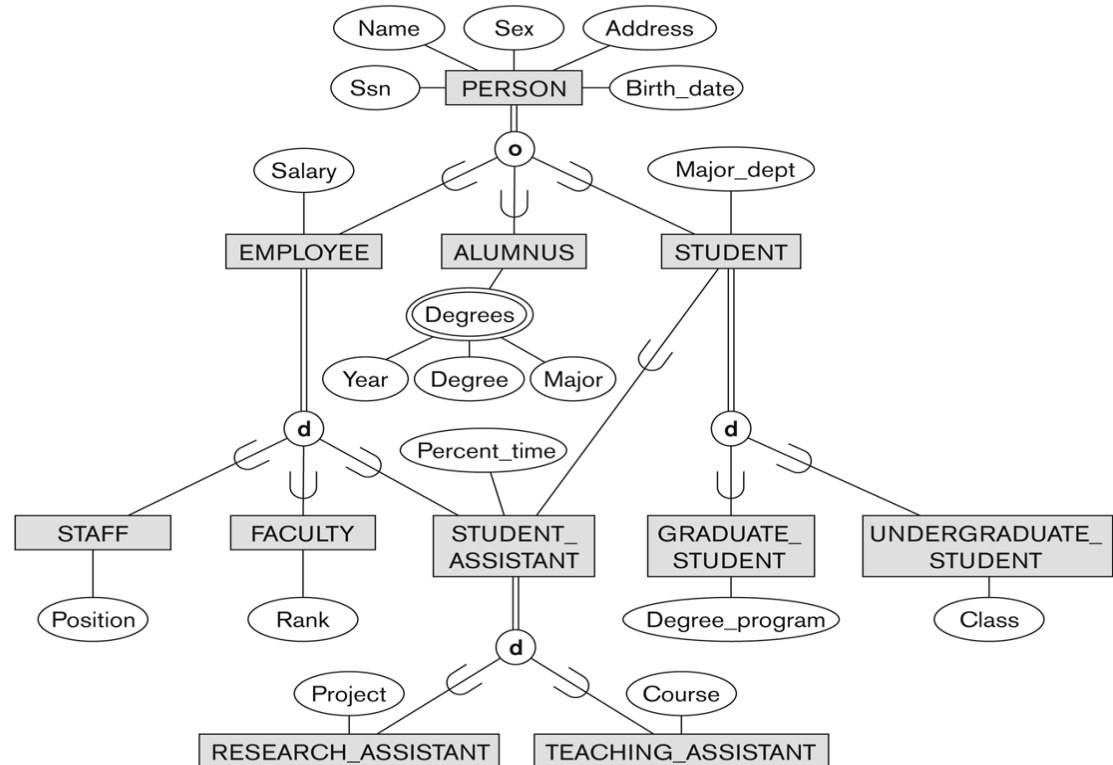 Name
Sex
Address
Ssn
PERSON
Birth_date
o
Salary
Major_dept
EMPLOYEE
ALUMNUS
STUDENT
Degrees
Year
Degree
Major
d
d
Percent_time
STAFF
FACULTY
STUDENT_
ASSISTANT
GRADUATE_
STUDENT
UNDERGRADUATE_
STUDENT
Position
Rank
Degree_program
Class
d
Project
Course
RESEARCH_ASSISTANT
TEACHING_ASSISTANT